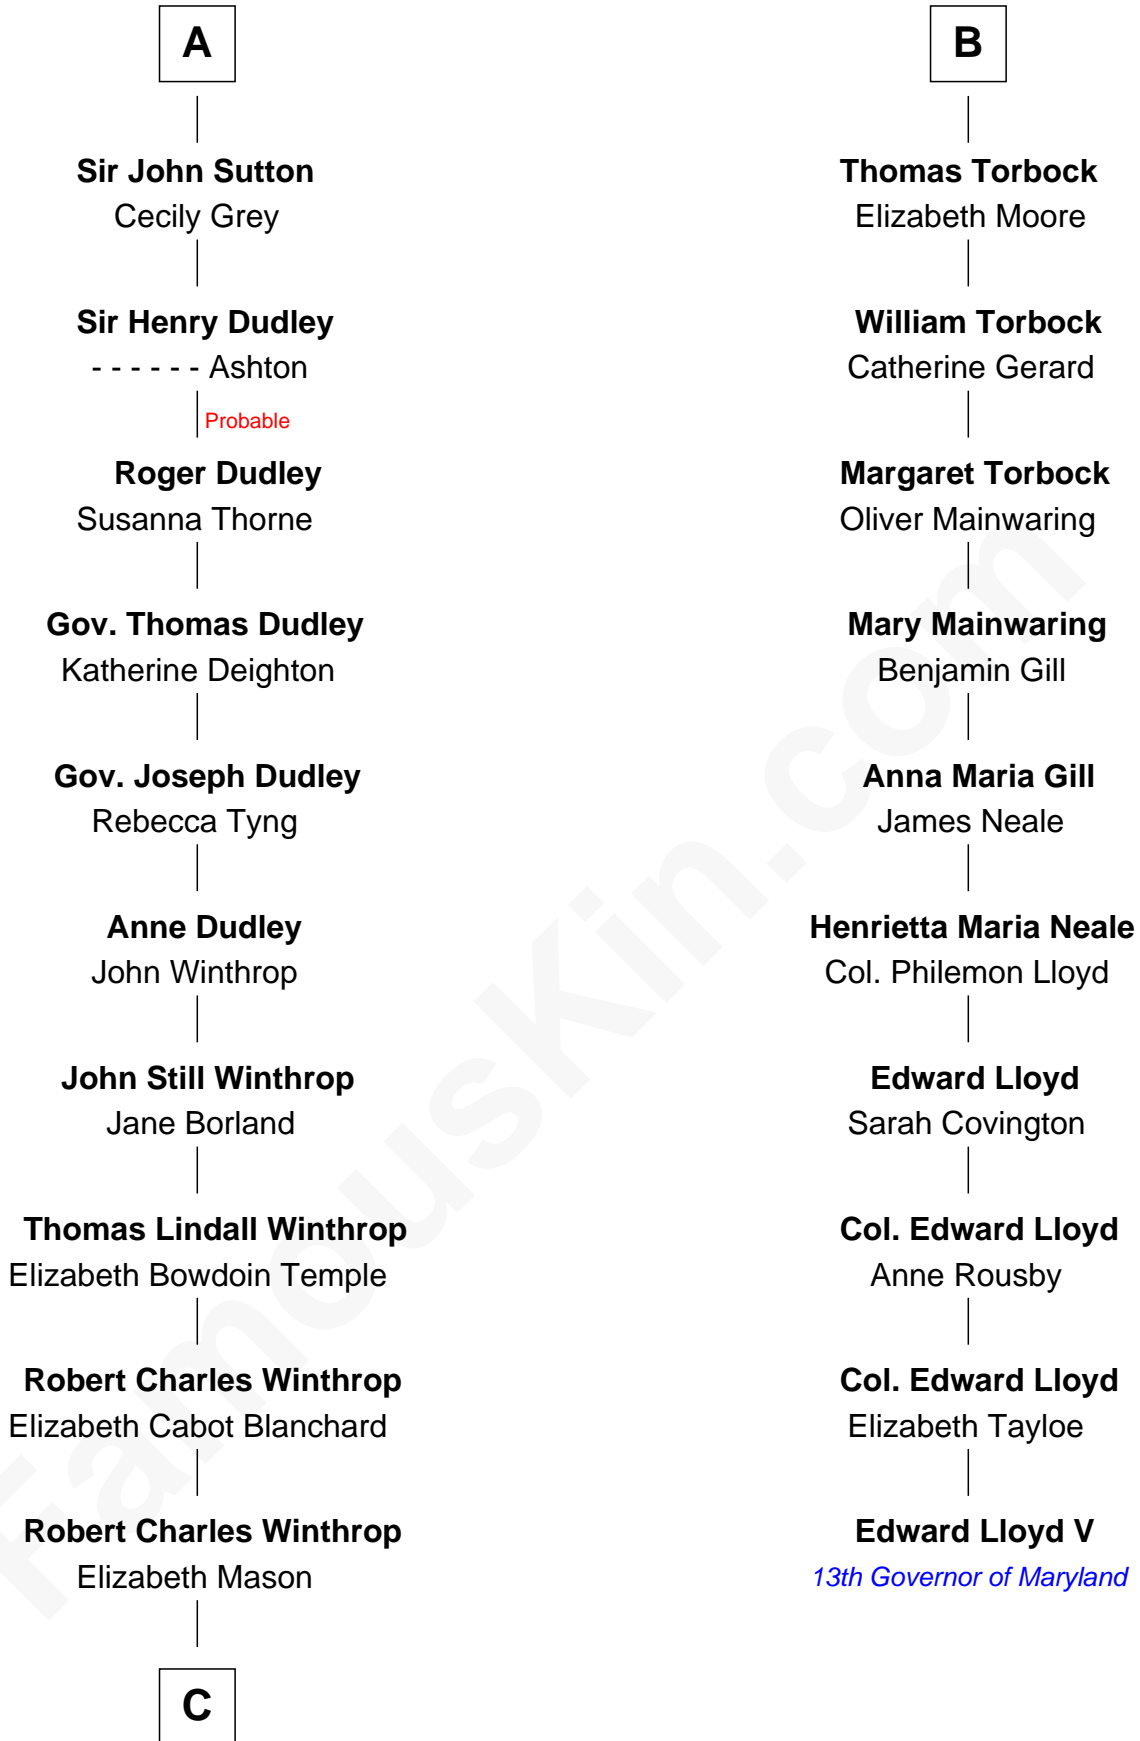 A
Sir John Sutton
Cecily Grey
Sir Henry Dudley
- - - - - - Ashton
Probable
Roger Dudley
Susanna Thorne
Gov. Thomas Dudley
Katherine Deighton
Gov. Joseph Dudley
Rebecca Tyng
Anne Dudley
John Winthrop
John Still Winthrop
Jane Borland
Thomas Lindall Winthrop
Elizabeth Bowdoin Temple
Robert Charles Winthrop
Elizabeth Cabot Blanchard
Robert Charles Winthrop
Elizabeth Mason
C
B
Thomas Torbock
Elizabeth Moore
William Torbock
Catherine Gerard
Margaret Torbock
Oliver Mainwaring
Mary Mainwaring
Benjamin Gill
Anna Maria Gill
James Neale
Henrietta Maria Neale
Col. Philemon Lloyd
Edward Lloyd
Sarah Covington
Col. Edward Lloyd
Anne Rousby
Col. Edward Lloyd
Elizabeth Tayloe
Edward Lloyd V
13th Governor of Maryland
FamousKin.com